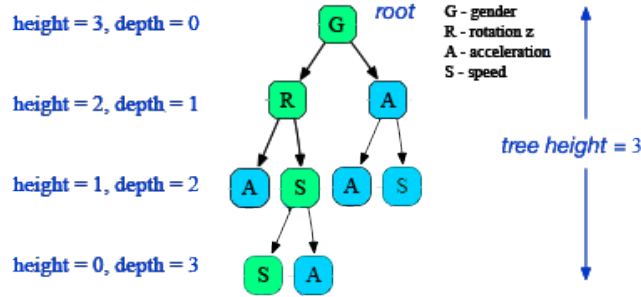 height = 3, depth = 0
G
root
G - gender
R - rotation z
A - acceleration
S - speed
height = 2, depth = 1
R
A
tree height = 3
height = 1, depth = 2
A
S
A
S
height = 0, depth = 3
S
A